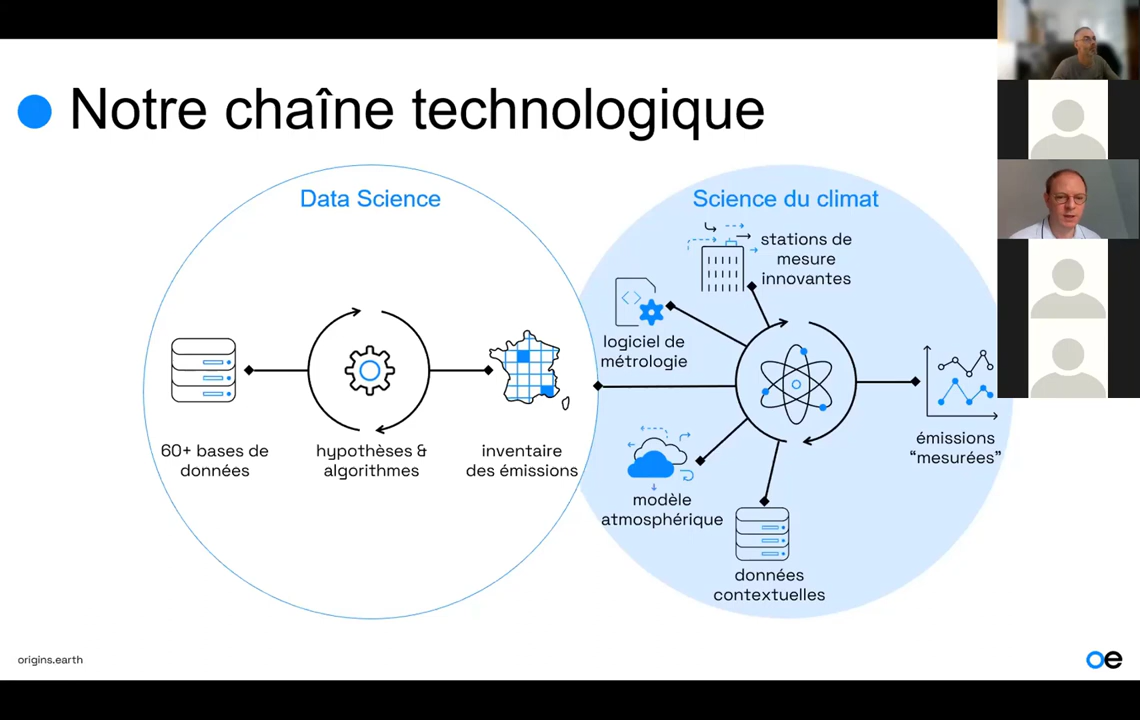 Notre chaîne technologique
Data Science
60+ bases de
données
hypothèses &
algorithmes
inventaire
des émissions
Science du climat
stations de
mesure
innovantes
logiciel de
métrologie
modèle
atmosphérique
données
contextuelles
émissions
“mesurées”
origins.earth
oe